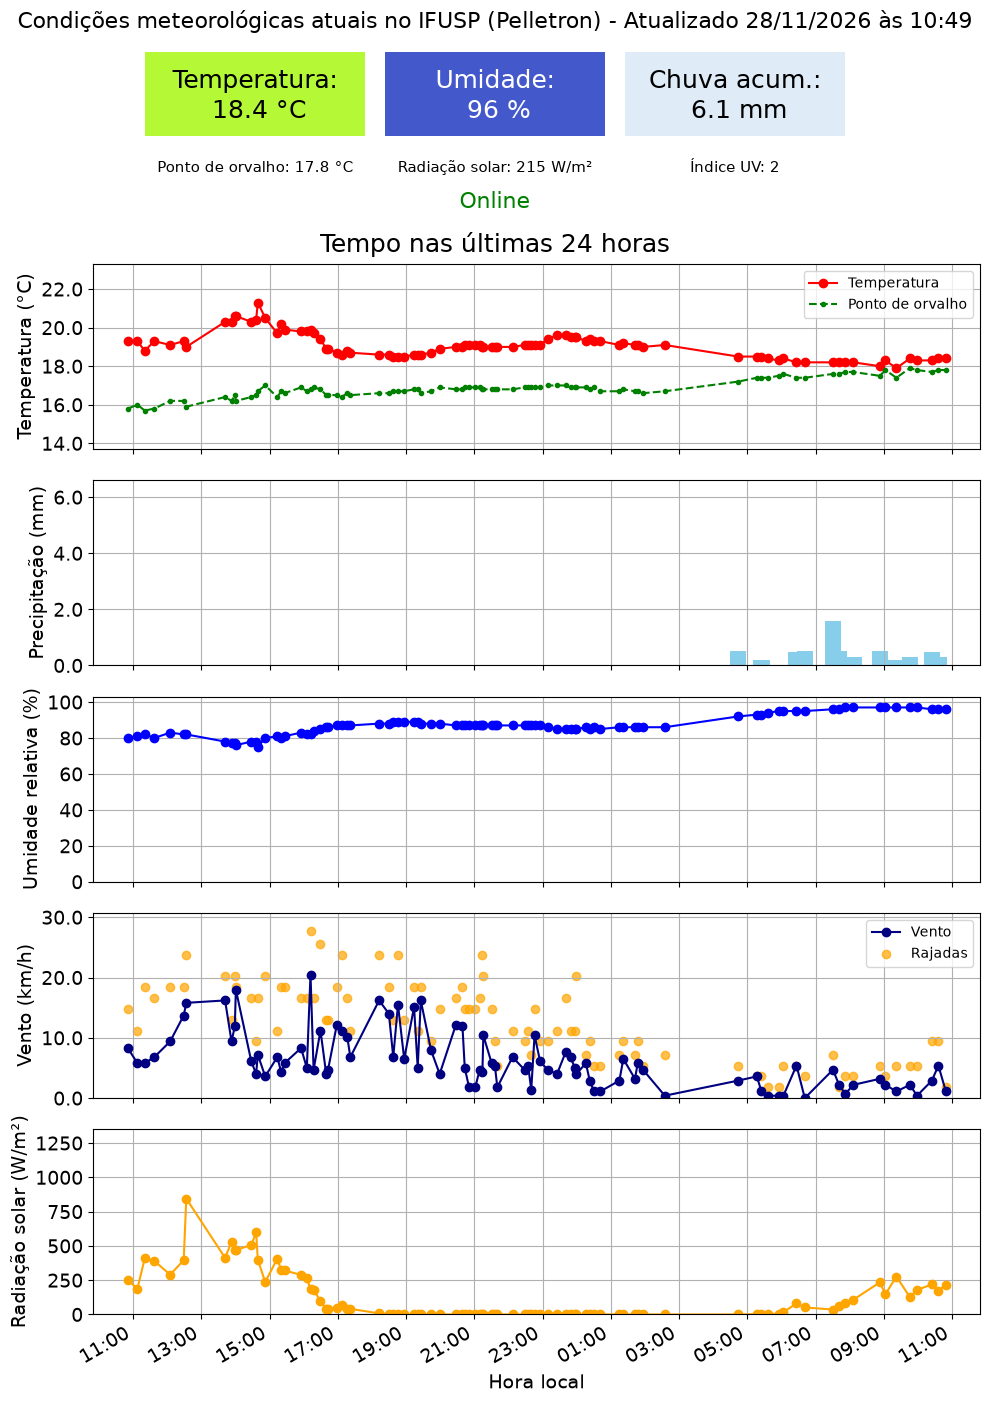 Condições meteorológicas atuais no IFUSP (Pelletron) - Atualizado 28/11/2026 às 10:49
Temperatura:
18.4 °C
Umidade:
96 %
Chuva acum.:
6.1 mm
Ponto de orvalho: 17.8 °C
Radiação solar: 215 W/m²
Índice UV: 2
Online
Tempo nas últimas 24 horas
Temperatura (°C)
22.0
20.0
18.0
16.0
14.0
Temperatura
Ponto de orvalho
Precipitação (mm)
6.0
4.0
2.0
0.0
Umidade relativa (%)
100
80
60
40
20
0
Vento (km/h)
30.0
20.0
10.0
0.0
Vento
Rajadas
Radiação solar (W/m²)
1250
1000
750
500
250
0
11:00
13:00
15:00
17:00
19:00
21:00
23:00
01:00
03:00
05:00
07:00
09:00
11:00
Hora local